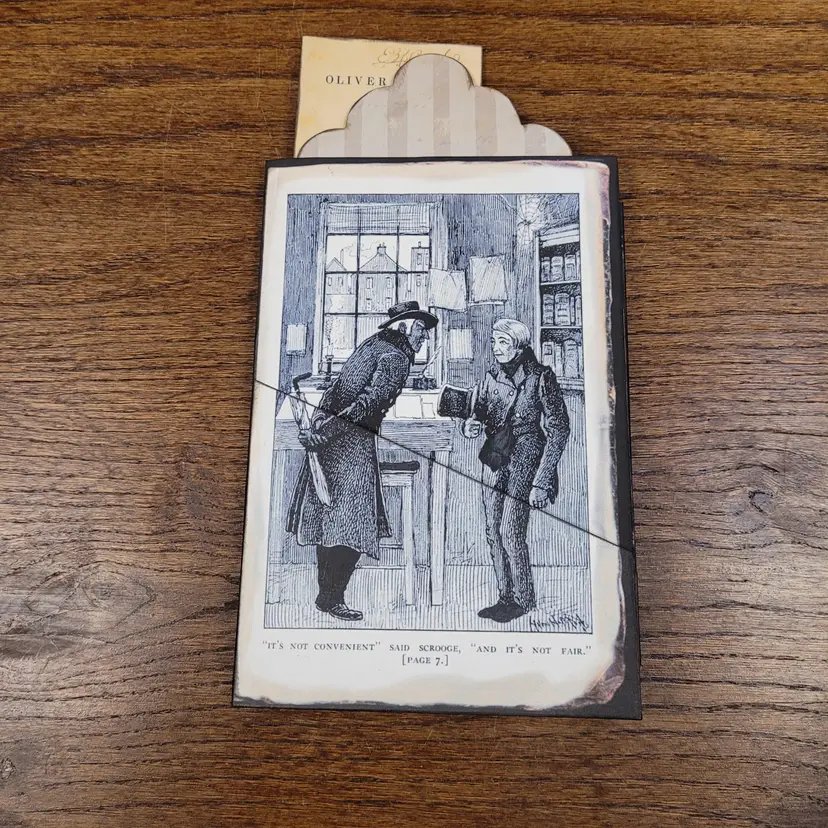 OLIVER
"IT'S NOT CONVENIENT" SAID SCROOGE, "AND IT'S NOT FAIR."
[PAGE 7.]